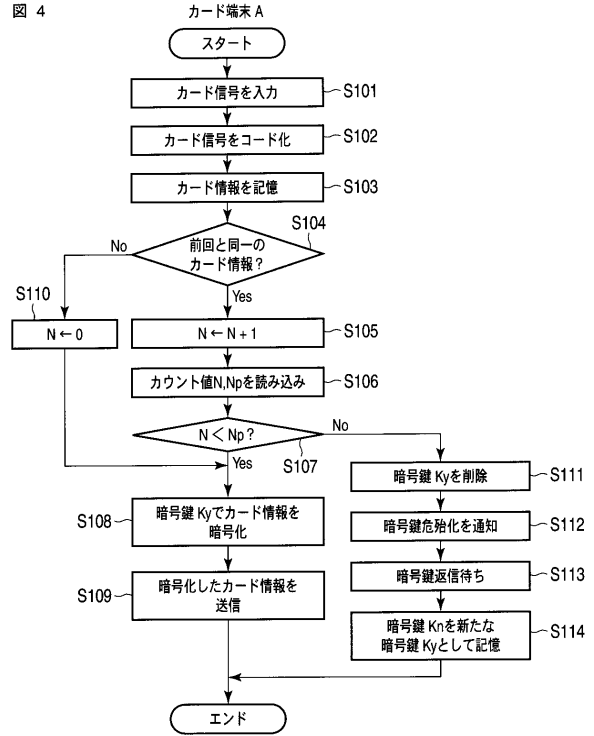 図 4
カード端末 A
スタート
カード信号を入力
S101
カード信号をコード化
S102
カード情報を記憶
S103
S104
前回と同一の
カード情報？
No
Yes
S110
N ← 0
N ← N + 1
S105
カウント値N,Npを読み込み
S106
N < Np？
No
S107
Yes
暗号鍵 Kyを削除
S111
S108
暗号鍵 Kyでカード情報を
暗号化
暗号鍵危殆化を通知
S112
S109
暗号化したカード情報を
送信
暗号鍵返信待ち
S113
暗号鍵 Knを新たな
暗号鍵 Kyとして記憶
S114
エンド